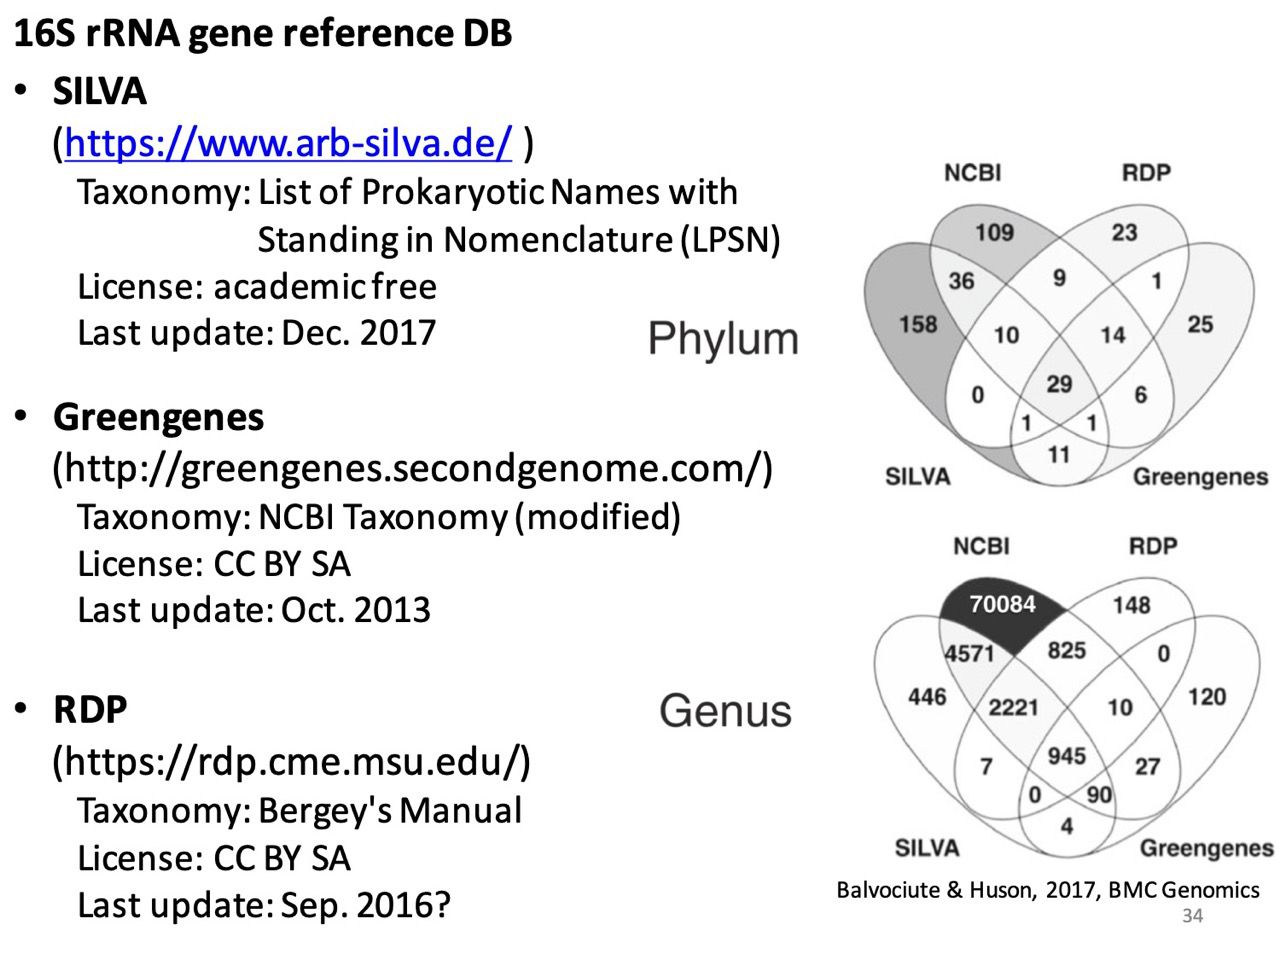 16S rRNA gene reference DB
• SILVA
(https://www.arb-silva.de/ )
Taxonomy: List of Prokaryotic Names with
Standing in Nomenclature (LPSN)
License: academic free
Last update: Dec. 2017
• Greengenes
(http://greengenes.secondgenome.com/)
Taxonomy: NCBI Taxonomy (modified)
License: CC BY SA
Last update: Oct. 2013
• RDP
(https://rdp.cme.msu.edu/)
Taxonomy: Bergey's Manual
License: CC BY SA
Last update: Sep. 2016?
Phylum
NCBI RDP
109 23
36 9 1
158 10 14 25
29
0 6
1 1
11
SILVA Greengenes
Genus
NCBI RDP
70084 148
4571 825 0
446 2221 10 120
945
7 27
0 90
4
SILVA Greengenes
Balvociute & Huson, 2017, BMC Genomics
34